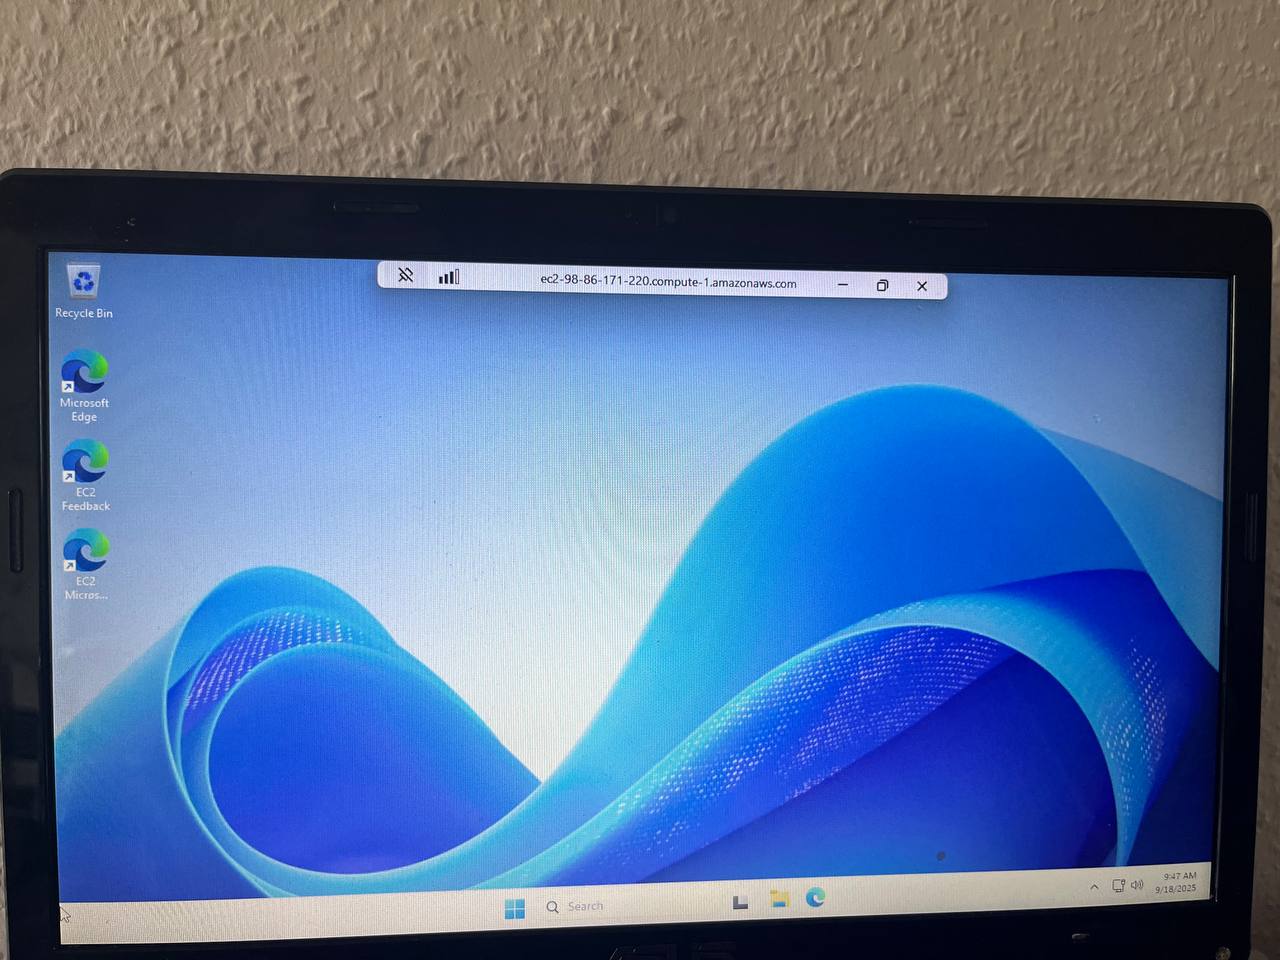 ec2-98-86-171-220.compute-1.amazonaws.com
Recycle Bin
Microsoft
Edge
EC2
Feedback
EC2
Micros...
Search
9:47 AM
9/18/2025